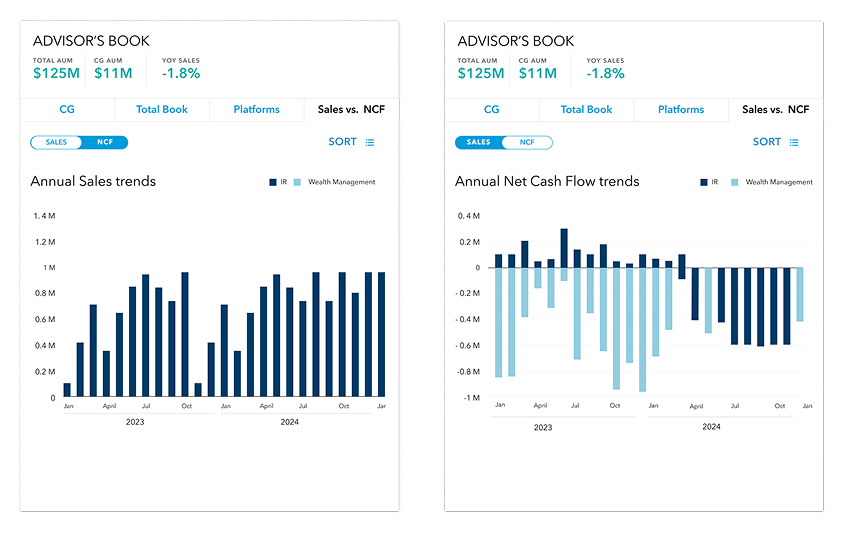 ADVISOR'S BOOK
TOTAL AUM CG AUM YOY SALES
$125M $11M -1.8%
CG Total Book Platforms Sales vs. NCF
SALES NCF SORT
Annual Sales trends IR Wealth Management
1. 4 M
1.2 M
1 M
0.8 M
0.6 M
0.4 M
0.2 M
0
Jan April Jul Oct Jan April Jul Oct Jar
2023 2024
ADVISOR'S BOOK
TOTAL AUM CG AUM YOY SALES
$125M $11M -1.8%
CG Total Book Platforms Sales vs. NCF
SALES NCF SORT
Annual Net Cash Flow trends IR Wealth Management
0. 4 M
0.2 M
0
- 0.2 M
- 0.4 M
- 0.6 M
-0.8 M
-1 M
Jan April Jul Oct Jan April Jul Oct Jan
2023 2024